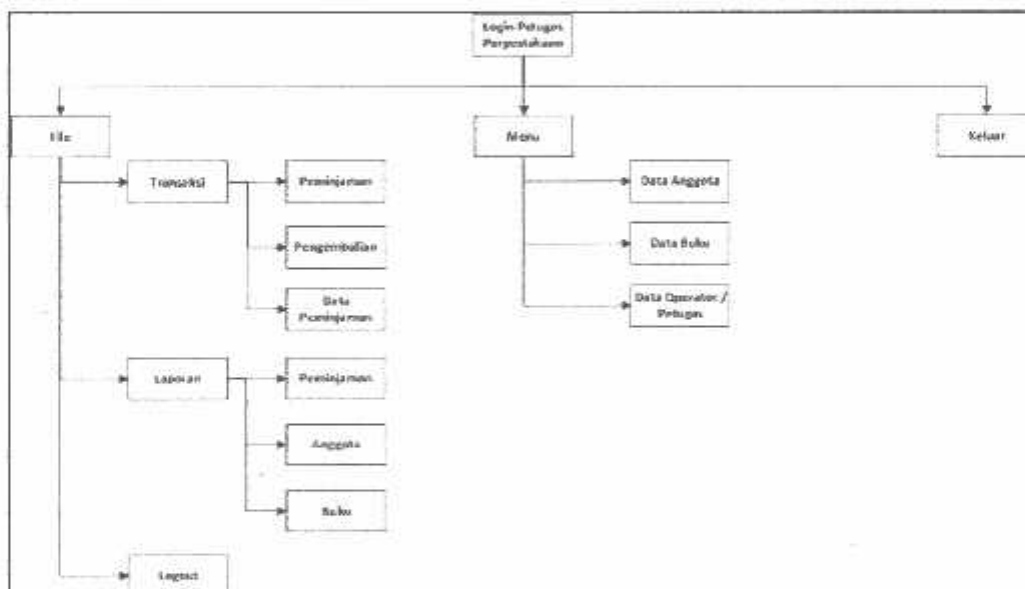 Login Petugas
Perpustakaan
File
Menu
Keluar
Transaksi
Peminjaman
Data Anggota
Pengembalian
Data Buku
Data
Peminjaman
Data Operator /
Petugas
Laporan
Peminjaman
Anggota
Buku
Logout